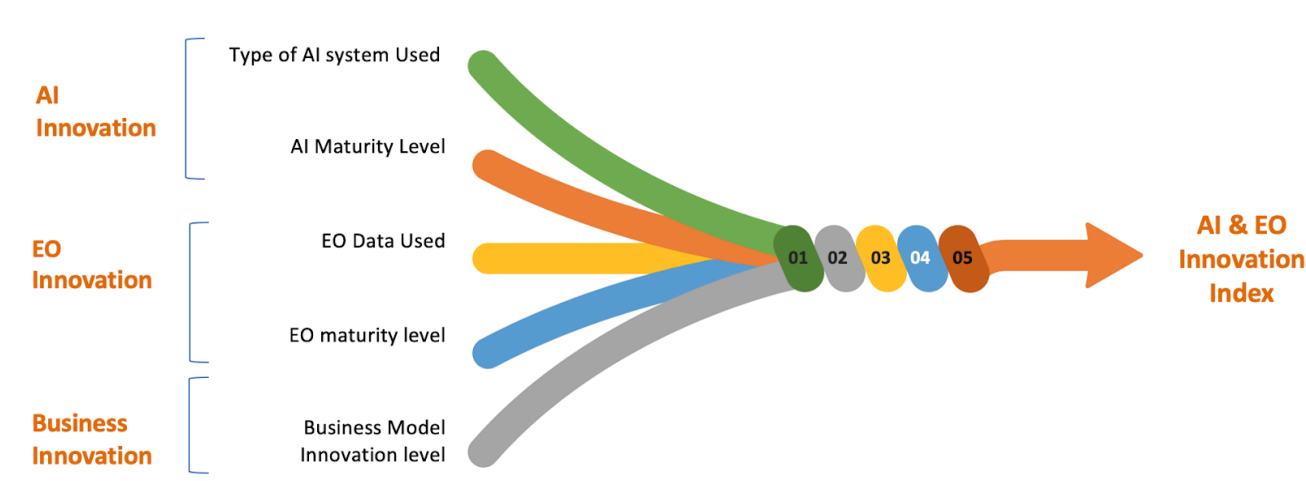 AI
Innovation
Type of AI system Used
AI Maturity Level
EO
Innovation
EO Data Used
EO maturity level
Business
Innovation
Business Model
Innovation level
01 02 03 04 05
AI & EO
Innovation
Index